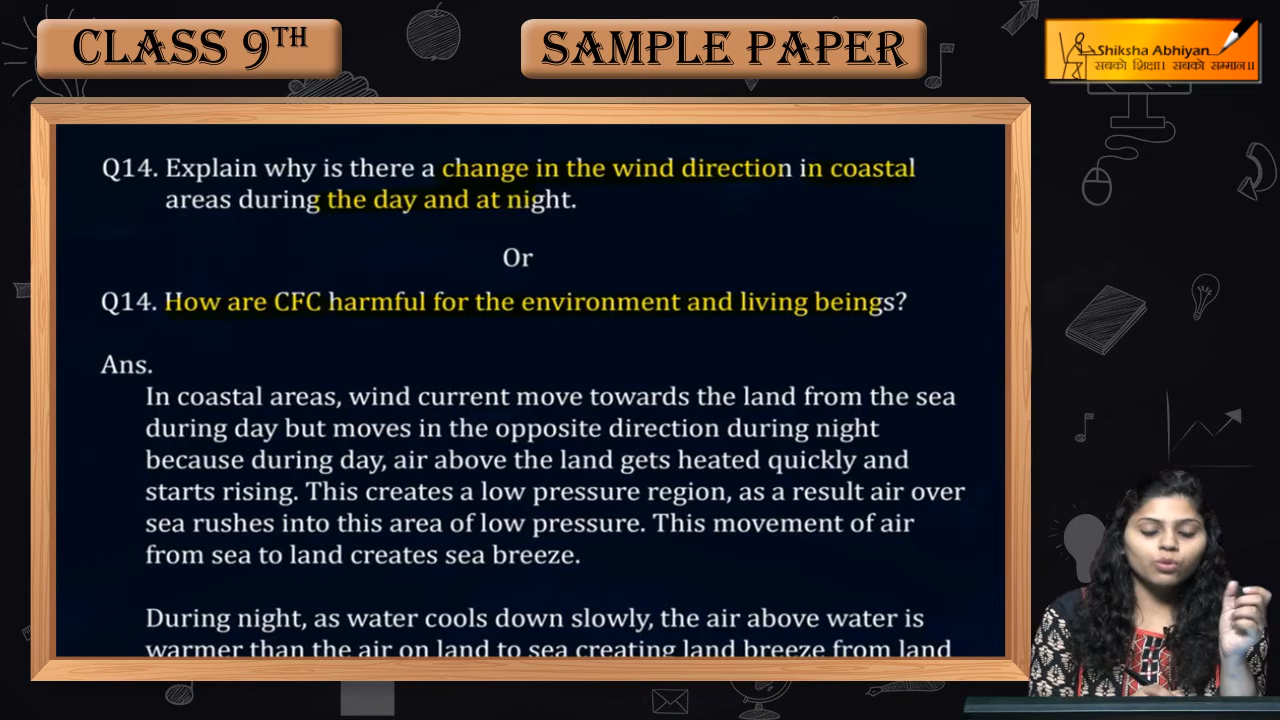 CLASS 9TH
SAMPLE PAPER
Shiksha Abhiyan
सबको शिक्षा। सबको सम्मान॥
Q14. Explain why is there a change in the wind direction in coastal
areas during the day and at night.
Or
Q14. How are CFC harmful for the environment and living beings?
Ans.
In coastal areas, wind current move towards the land from the sea
during day but moves in the opposite direction during night
because during day, air above the land gets heated quickly and
starts rising. This creates a low pressure region, as a result air over
sea rushes into this area of low pressure. This movement of air
from sea to land creates sea breeze.
During night, as water cools down slowly, the air above water is
warmer than the air on land to sea creating land breeze from land